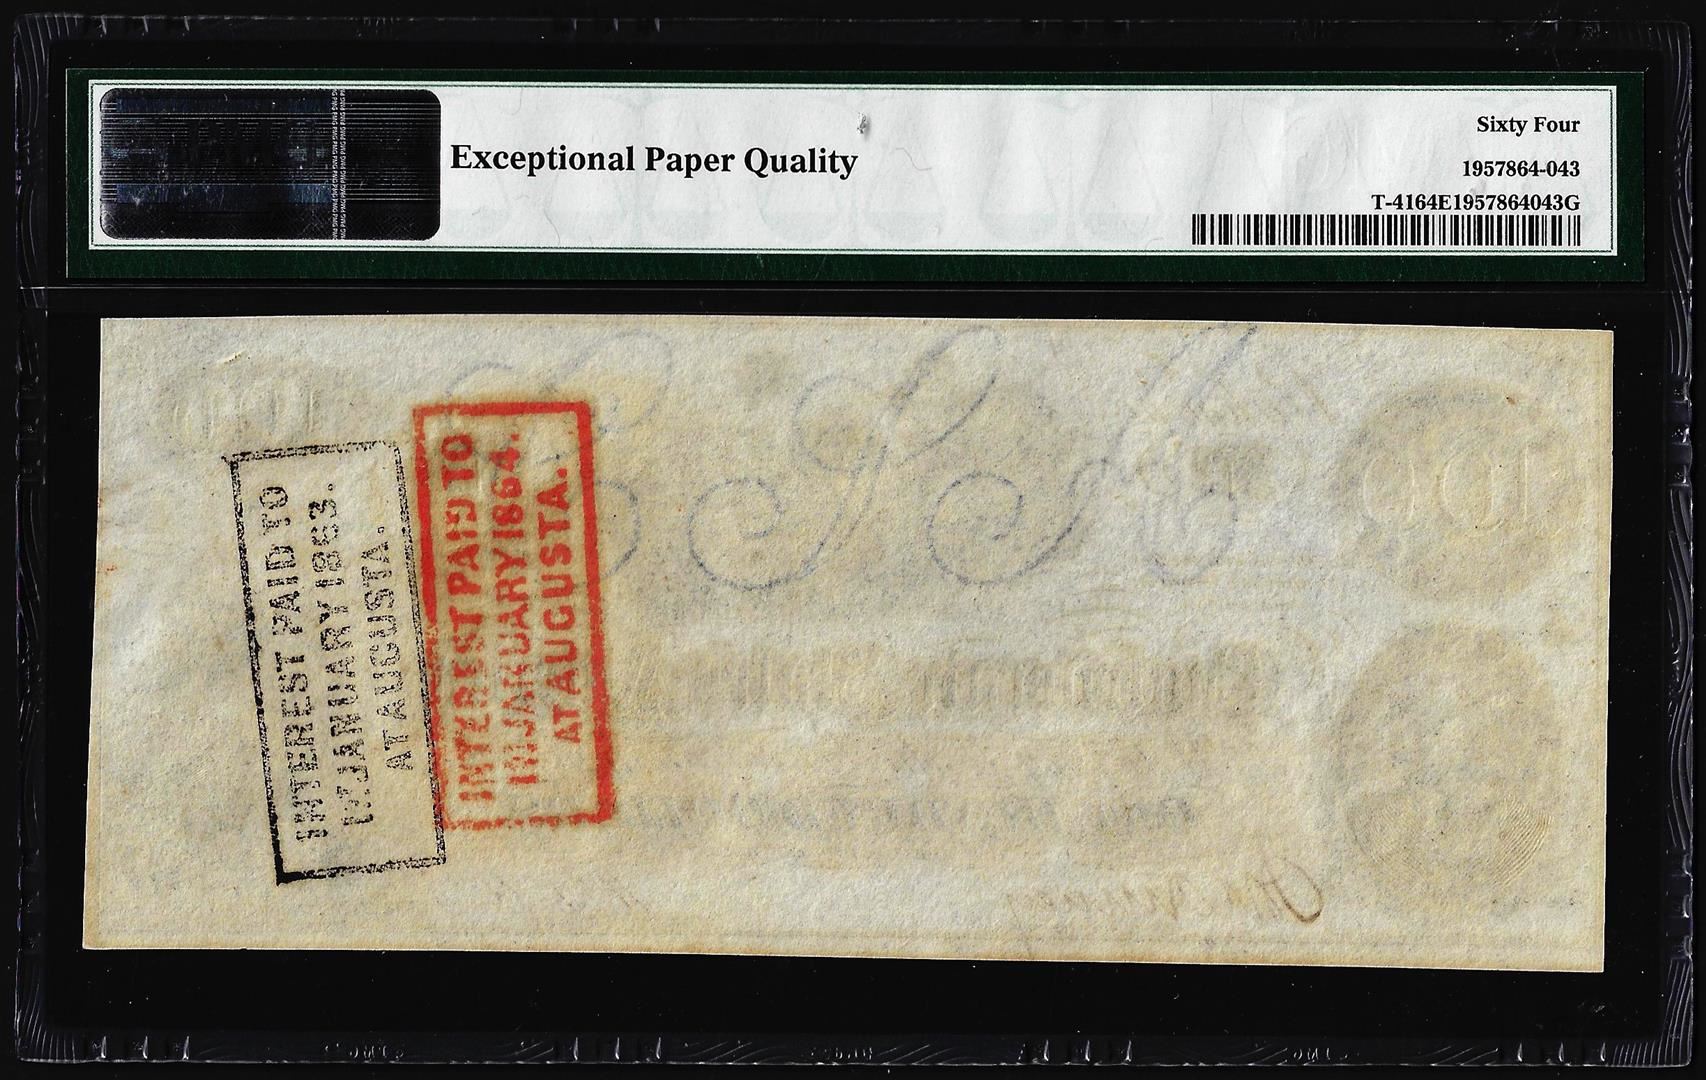 Exceptional Paper Quality
Sixty Four
1957864-043
T-4164E1957864043G
INTEREST PAID TO
1ST JANUARY 1863.
AT AUGUSTA.
INTEREST PAID TO
1ST JANUARY 1864.
AT AUGUSTA.